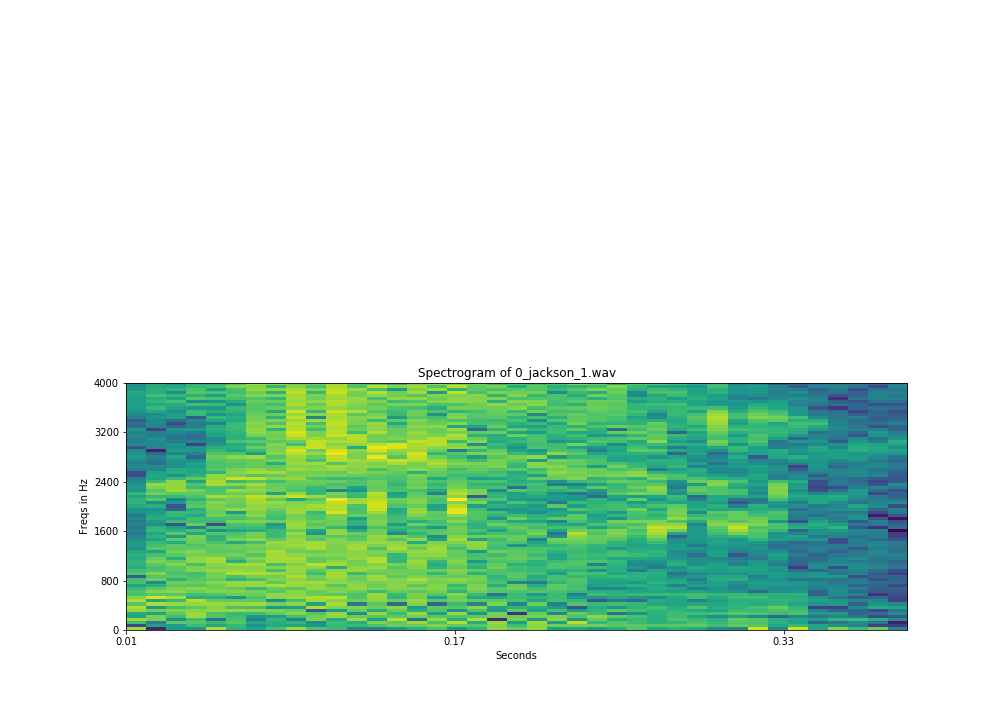 Spectrogram of 0_jackson_1.wav
Freqs in Hz
4000
3200
2400
1600
800
0
0.01 0.17 0.33
Seconds